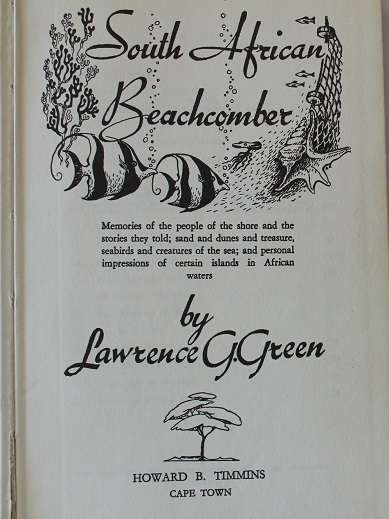 South African
Beachcomber
Memories of the people of the shore and the
stories they told; sand and dunes and treasure,
seabirds and creatures of the sea; and personal
impressions of certain islands in African
waters
by
Lawrence G. Green
HOWARD B. TIMMINS
CAPE TOWN